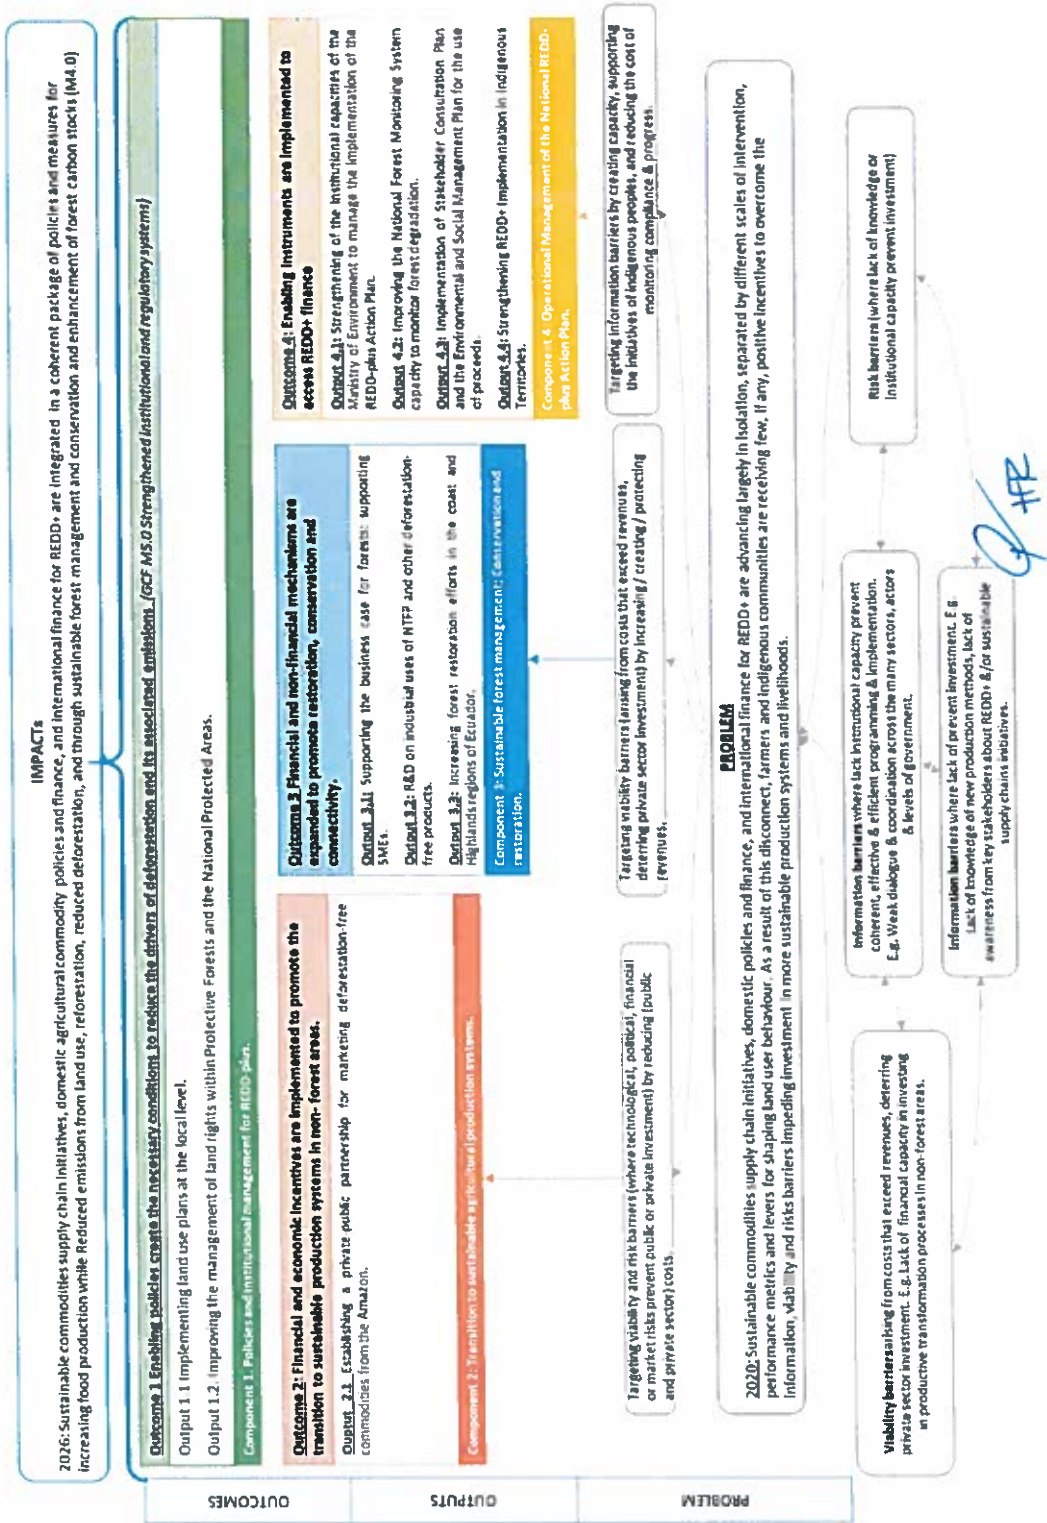 IMPACTs
2026: Sustainable commodities supply chain initiatives, domestic agricultural commodity policies and finance, and international finance for REDD+ are integrated in a coherent package of policies and measures for
increasing food production while Reduced emissions from land use, reforestation, reduced deforestation, and through sustainable forest management and conservation and enhancement of forest carbon stocks (M4.0)
OUTCOMES
Outcome 1 Enabling policies create the necessary conditions to reduce the drivers of deforestation and its associated emissions. (GCF M5.0 Strengthened institutional and regulatory systems)
Output 1.1 Implementing land use plans at the local level.
Output 1.2. Improving the management of land rights within Protective Forests and the National Protected Areas.
Component 1. Policies and institutional management for REDD-plus.
OUTPUTS
Outcome 2: Financial and economic incentives are implemented to promote the
transition to sustainable production systems in non- forest areas.
Ouptut 2.1 Establishing a private public partnership for marketing deforestation-free
commodities from the Amazon.
Component 2: Transition to sustainable agricultural production systems.
Outcome 3 Financial and non-financial mechanisms are
expanded to promote restoration, conservation and
connectivity.
Output 3.1: Supporting the business case for forests: supporting
SMEs.
Output 3.2: R&D on industrial uses of NTFP and other deforestation-
free products.
Output 3.3: Increasing forest restoration efforts in the coast and
Highlands regions of Ecuador.
Component 3: Sustainable forest management; Conservation and
restoration.
Outcome 4: Enabling Instruments are implemented to
access REDD+ finance
Output 4.1: Strengthening of the institutional capacities of the
Ministry of Environment to manage the implementation of the
REDD-plus Action Plan.
Output 4.2: Improving the National Forest Monitoring System
capacity to monitor forest degradation.
Output 4.3: Implementation of Stakeholder Consultation Plan
and the Environmental and Social Management Plan for the use
of proceeds.
Output 4.4: Strengthening REDD+ Implementation in Indigenous
Territories.
Component 4: Operational Management of the National REDD-
plus Action Plan.
Targeting viability and risk barriers (where technological, political, financial
or market risks prevent public or private investment) by reducing (public
and private sector) costs.
Targeting viability barriers (arising from costs that exceed revenues,
deterring private sector investment) by increasing / creating / protecting
revenues.
Targeting information barriers by creating capacity, supporting
the initiatives of indigenous peoples, and reducing the cost of
monitoring compliance & progress.
PROBLEM
PROBLEM
2020: Sustainable commodities supply chain initiatives, domestic policies and finance, and international finance for REDD+ are advancing largely in isolation, separated by different scales of intervention,
performance metrics and levers for shaping land user behaviour. As a result of this disconnect, farmers and indigenous communities are receiving few, if any, positive incentives to overcome the
information, viability and risks barriers impeding investment in more sustainable production systems and livelihoods.
Viability barriers arising from costs that exceed revenues, deterring
private sector investment. E.g. Lack of financial capacity in investing
in productive transformation processes in non-forest areas.
Information barriers where lack institutional capacity prevent
coherent, effective & efficient programming & implementation.
E.g. Weak dialogue & coordination across the many sectors, actors
& levels of government.
Risk barriers (where lack of knowledge or
institutional capacity prevent investment)
Information barriers where lack of prevent investment. E.g.
Lack of knowledge of new production methods, lack of
awareness from key stakeholders about REDD+ &/or sustainable
supply chains initiatives.
HFR